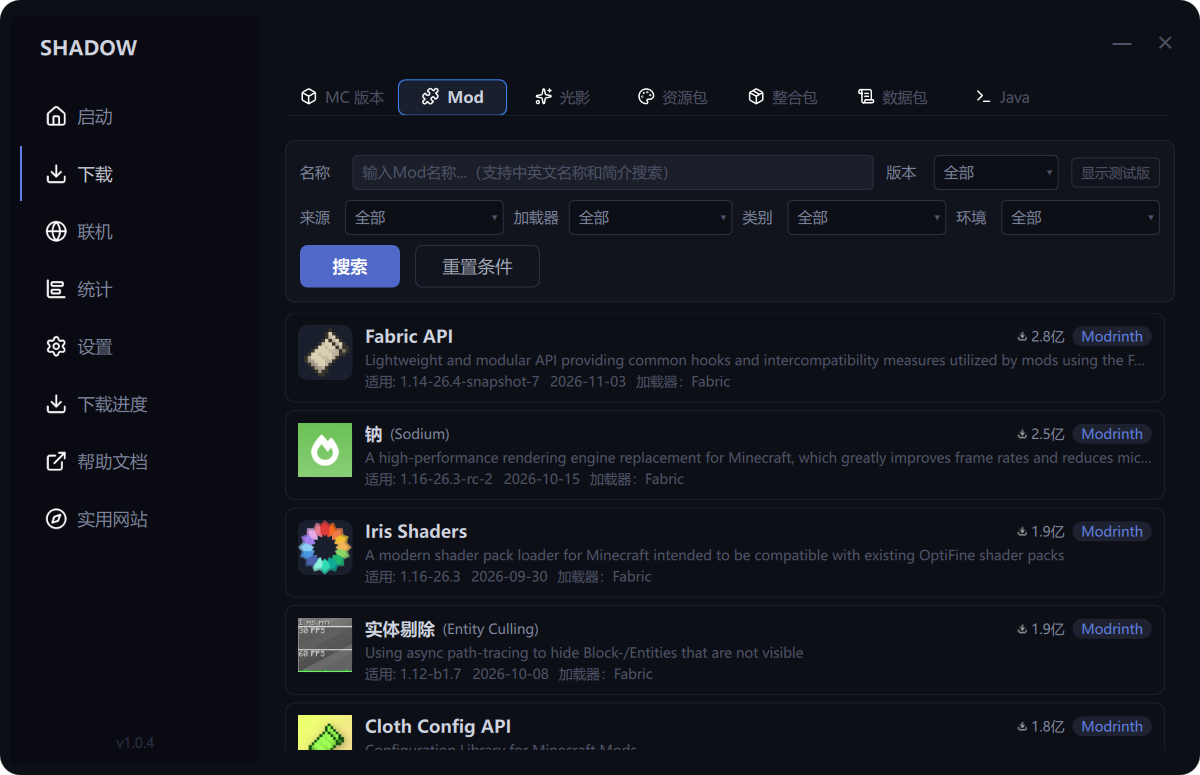 SHADOW
启动
下载
联机
统计
设置
下载进度
帮助文档
实用网站
v1.0.4
MC 版本 Mod 光影 资源包 整合包 数据包 Java
名称 输入Mod名称... (支持中英文名称和简介搜索) 版本 全部 显示测试版
来源 全部 加载器 全部 类别 全部 环境 全部
搜索 重置条件
Fabric API 2.8亿 Modrinth
Lightweight and modular API providing common hooks and intercompatibility measures utilized by mods using the F...
适用: 1.14-26.4-snapshot-7 2026-11-03 加载器: Fabric
钠 (Sodium) 2.5亿 Modrinth
A high-performance rendering engine replacement for Minecraft, which greatly improves frame rates and reduces mic...
适用: 1.16-26.3-rc-2 2026-10-15 加载器: Fabric
Iris Shaders 1.9亿 Modrinth
A modern shader pack loader for Minecraft intended to be compatible with existing OptiFine shader packs
适用: 1.16-26.3 2026-09-30 加载器: Fabric
30 FPS
60 FPS
实体剔除 (Entity Culling) 1.9亿 Modrinth
Using async path-tracing to hide Block-/Entities that are not visible
适用: 1.12-b1.7 2026-10-08 加载器: Fabric
Cloth Config API 1.8亿 Modrinth
Configuration Library for Minecraft Mods